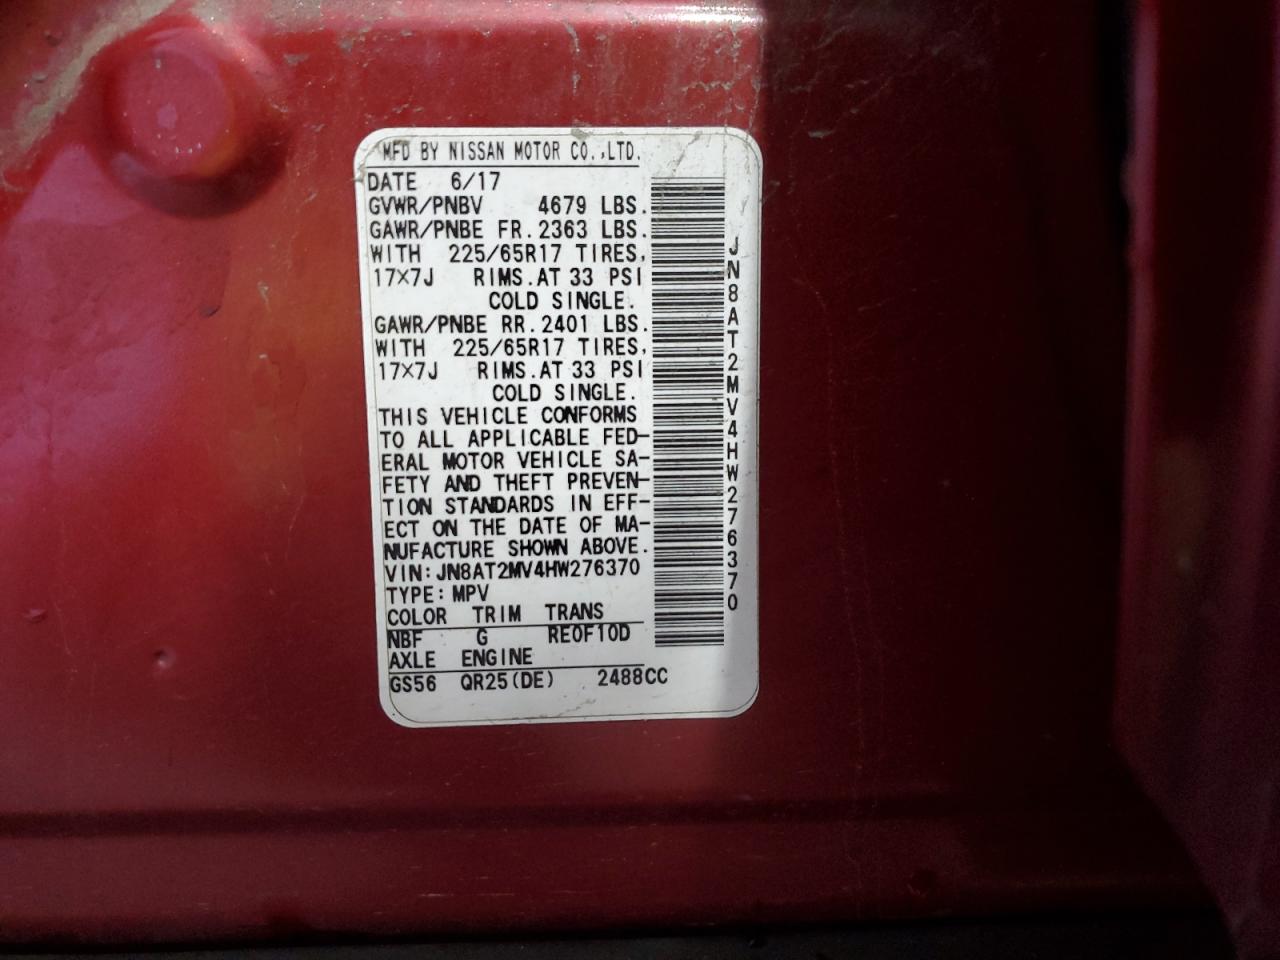 MFD BY NISSAN MOTOR CO.,LTD.
DATE 6/17
GVWR/PNBV 4679 LBS.
GAWR/PNBE FR. 2363 LBS.
WITH 225/65R17 TIRES,
17×7J RIMS.AT 33 PSI
COLD SINGLE.
GAWR/PNBE RR. 2401 LBS.
WITH 225/65R17 TIRES,
17×7J RIMS.AT 33 PSI
COLD SINGLE.
THIS VEHICLE CONFORMS
TO ALL APPLICABLE FED-
ERAL MOTOR VEHICLE SA-
FETY AND THEFT PREVEN-
TION STANDARDS IN EFF-
ECT ON THE DATE OF MA-
NUFACTURE SHOWN ABOVE.
VIN:JN8AT2MV4HW276370
TYPE:MPV
COLOR TRIM TRANS
NBF G RE0F10D
AXLE ENGINE
GS56 QR25(DE) 2488CC
JN8AT2MV4HW276370